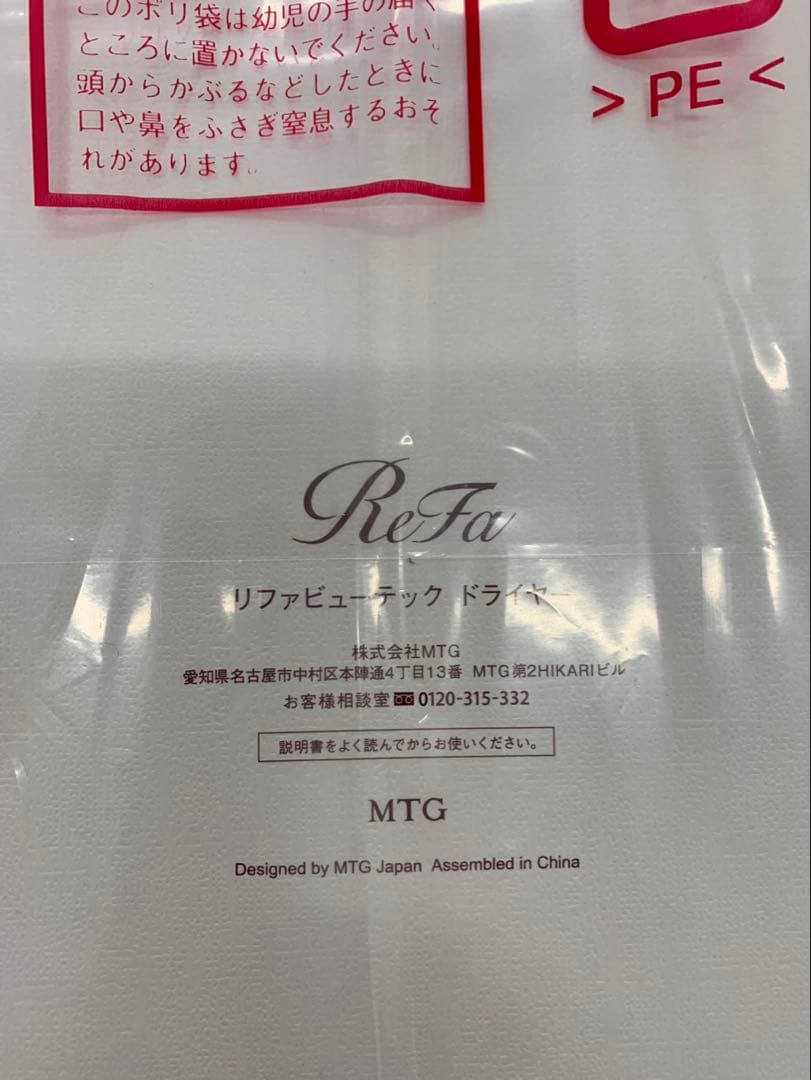 このポリ袋は幼児の手の届く
ところに置かないでください。
頭からかぶるなどしたときに
口や鼻をふさぎ窒息するおそ
れがあります。
> PE <
ReFa
リファビューテック ドライヤー
株式会社MTG
愛知県名古屋市中村区本陣通4丁目13番 MTG第2HIKARIビル
お客様相談室 0120-315-332
説明書をよく読んでからお使いください。
MTG
Designed by MTG Japan Assembled in China